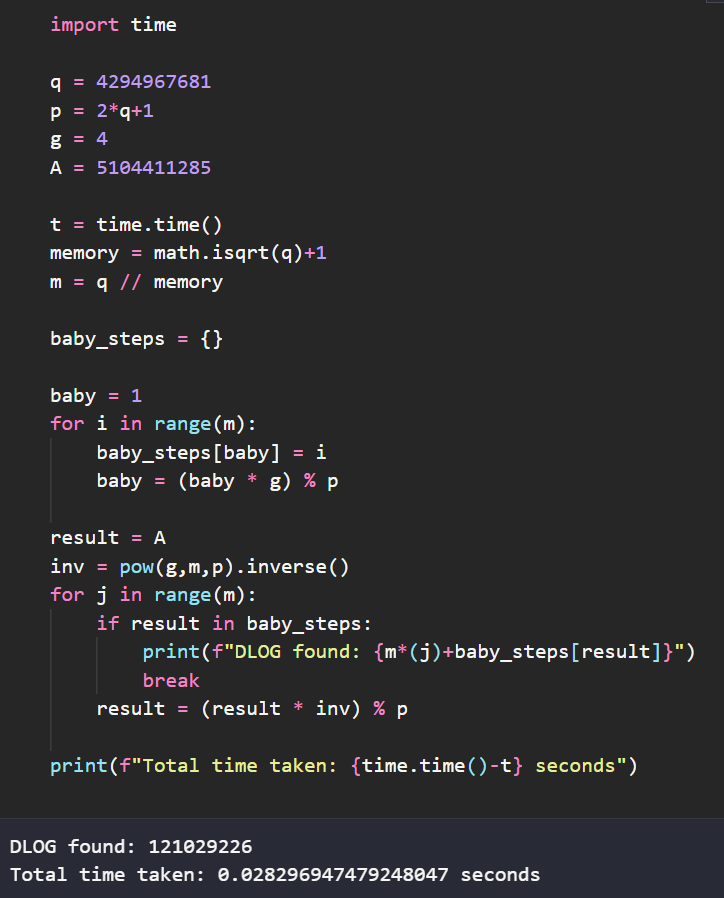 import time
q = 4294967681
p = 2*q+1
g = 4
A = 5104411285
t = time.time()
memory = math.isqrt(q)+1
m = q // memory
baby_steps = {}
baby = 1
for i in range(m):
    baby_steps[baby] = i
    baby = (baby * g) % p
result = A
inv = pow(g,m,p).inverse()
for j in range(m):
    if result in baby_steps:
        print(f"DLOG found: {m*(j)+baby_steps[result]}")
        break
    result = (result * inv) % p
print(f"Total time taken: {time.time()-t} seconds")
DLOG found: 121029226
Total time taken: 0.028296947479248047 seconds